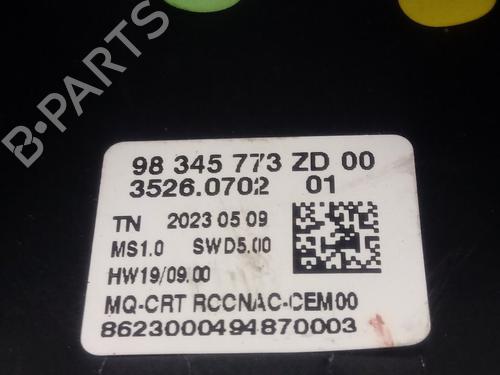 98 345 773 ZD 00
3526.0702 01
TN 2023 05 09
MS1.0 SWD5.00
HW19/09.00
MQ-CRT RCCNAC-CEM00
8623000494870003
B-PARTS